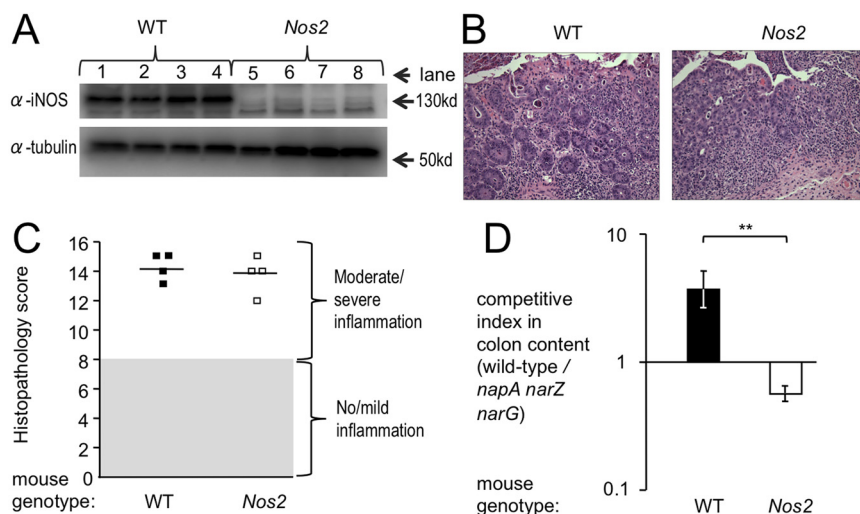 A
WT
Nos2
1 2 3 4 5 6 7 8
lane
α-iNOS
130kd
α-tubulin
50kd
B
WT
Nos2
C
Histopathology score
16
14
12
10
8
6
4
2
0
Moderate/
severe
inflammation
No/mild
inflammation
mouse
genotype:
WT
Nos2
D
10
1
0.1
**
competitive
index in
colon content
(wild-type /
napA narZ
narG)
mouse
genotype:
WT
Nos2